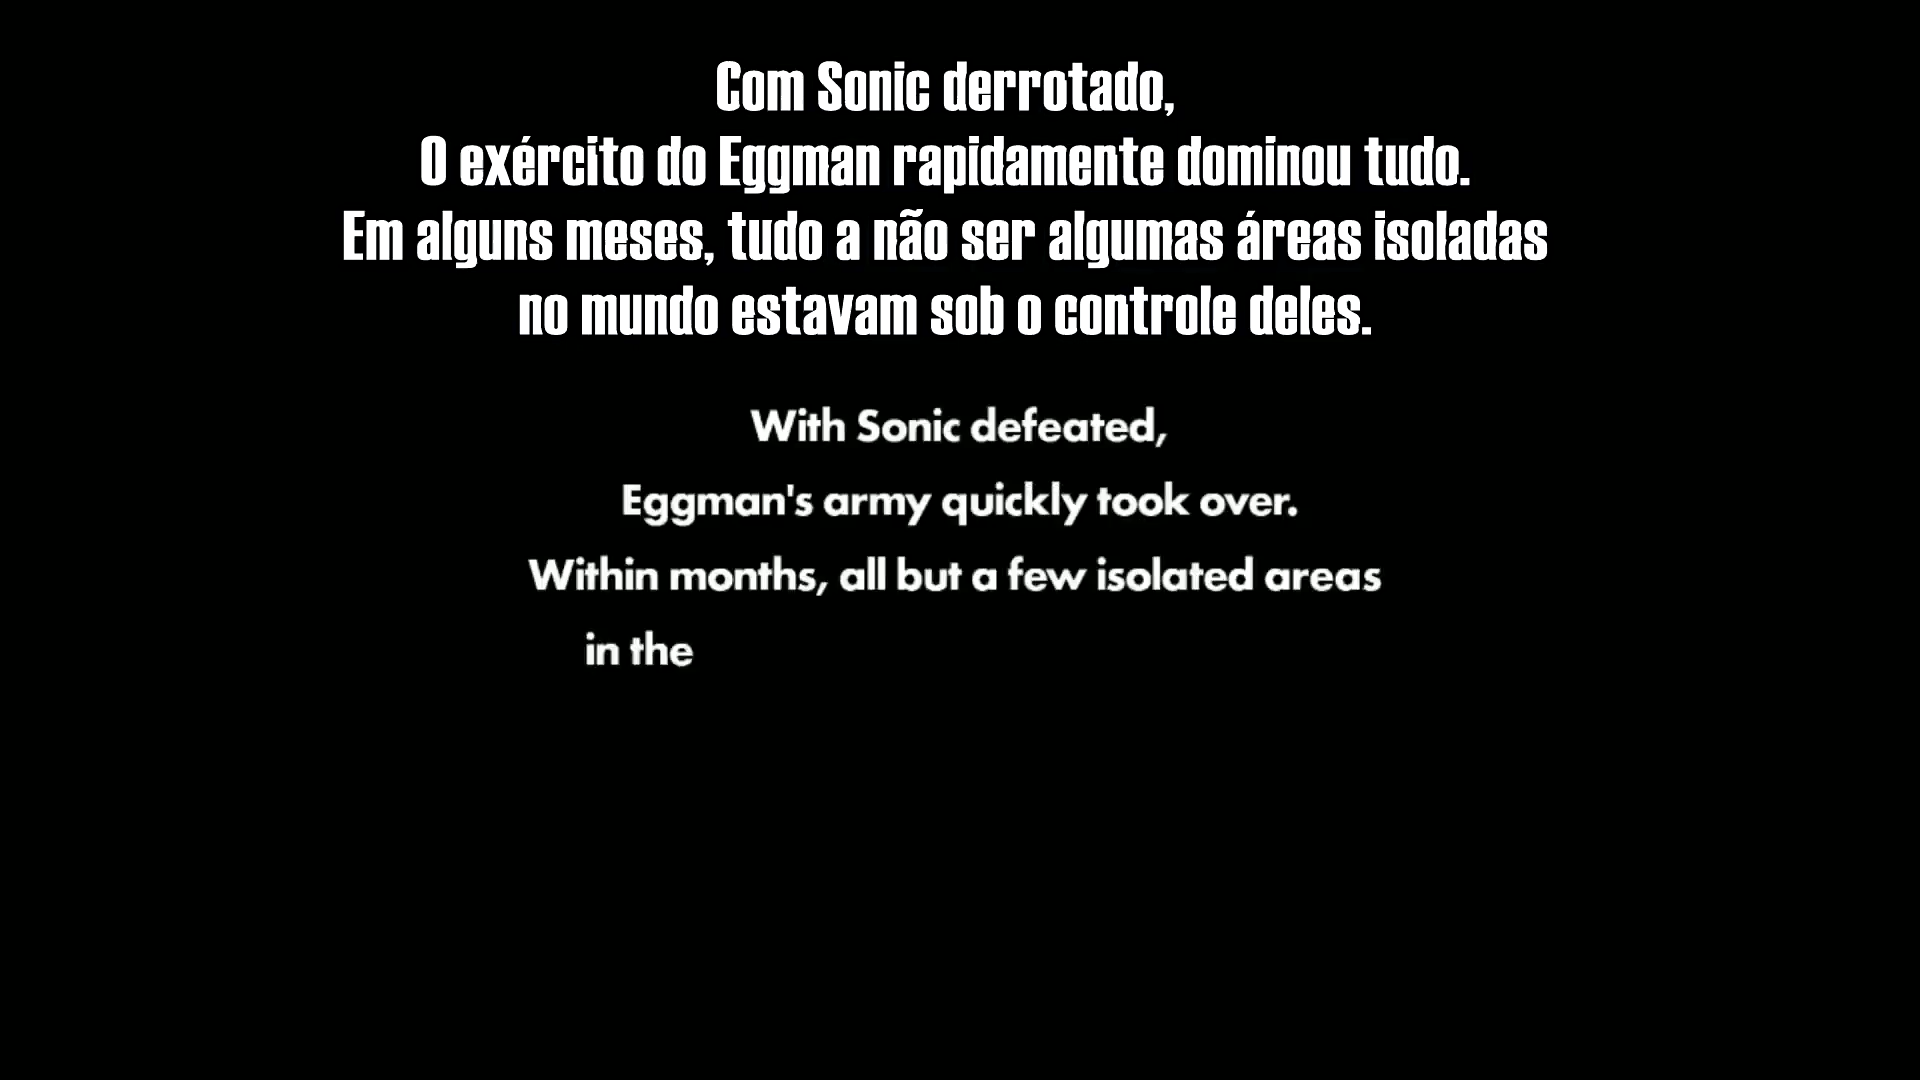 Com Sonic derrotado,
O exército do Eggman rapidamente dominou tudo.
Em alguns meses, tudo a não ser algumas áreas isoladas
no mundo estavam sob o controle deles.
With Sonic defeated,
Eggman's army quickly took over.
Within months, all but a few isolated areas
in the